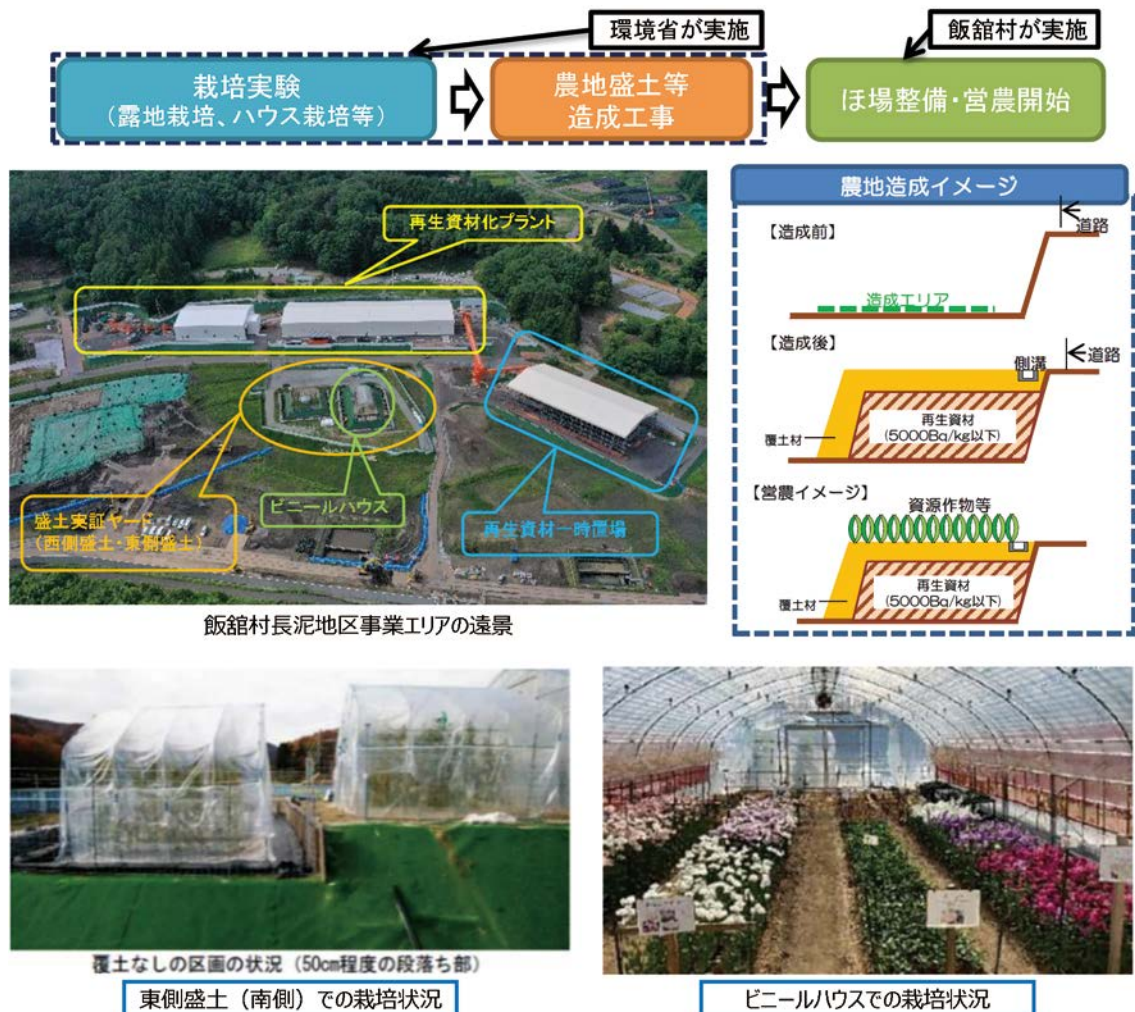 環境省が実施
飯舘村が実施
栽培実験
(露地栽培、ハウス栽培等)
農地盛土等
造成工事
ほ場整備・営農開始
再生資材化プラント
盛土実証ヤード
(西側盛土・東側盛土)
ビニールハウス
再生資材一時置場
飯舘村長泥地区事業エリアの遠景
農地造成イメージ
【造成前】
道路
造成エリア
【造成後】
側溝
道路
再生資材
(5000Bq/kg以下)
覆土材
【営農イメージ】
資源作物等
再生資材
(5000Bq/kg以下)
覆土材
覆土なしの区画の状況(50cm程度の段落ち部)
東側盛土(南側)での栽培状況
ビニールハウスでの栽培状況